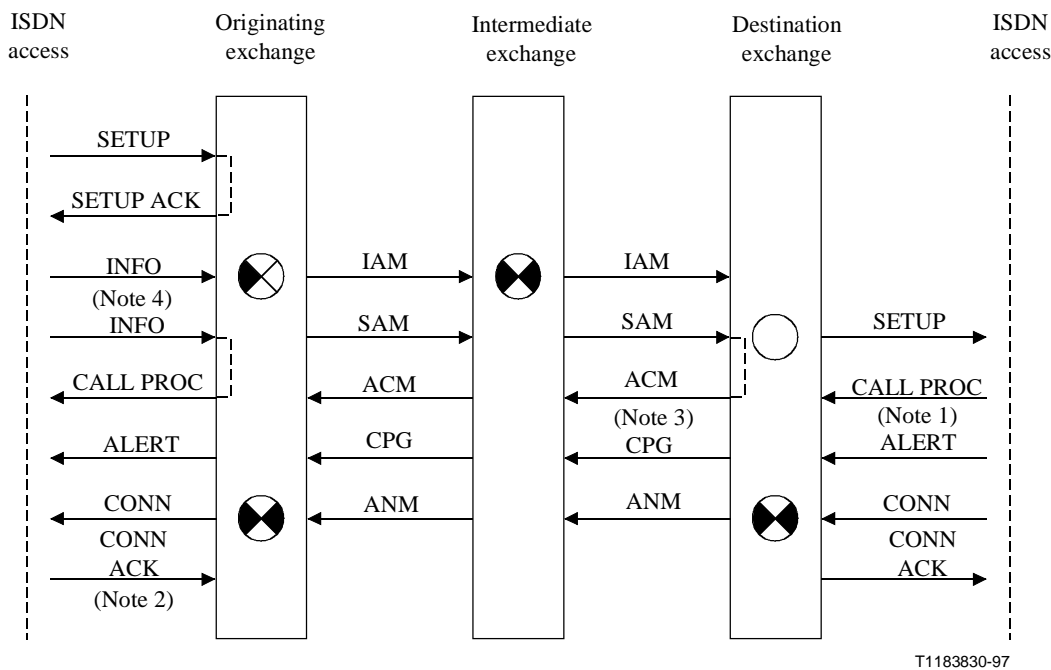 ISDN access
Originating exchange
Intermediate exchange
Destination exchange
ISDN access
SETUP
SETUP ACK
INFO
IAM
IAM
(Note 4)
INFO
SAM
SAM
SETUP
CALL PROC
ACM
ACM
CALL PROC
(Note 3)
(Note 1)
ALERT
CPG
CPG
ALERT
CONN
ANM
ANM
CONN
CONN
ACK
(Note 2)
CONN
ACK
T1183830-97